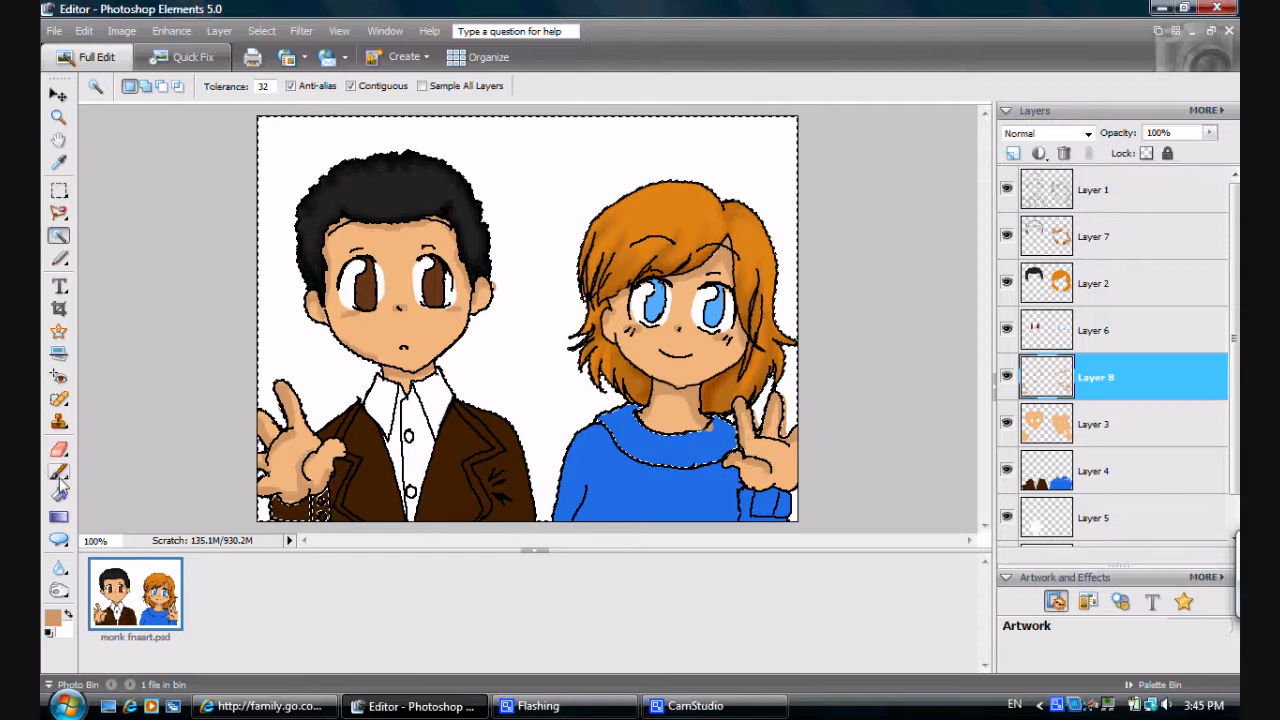 Editor - Photoshop Elements 5.0
File Edit Image Enhance Layer Select Filter View Window Help Type a question for help
Full Edit Quick Fix Create Organize
Tolerance: 32 Anti-alias Contiguous Sample All Layers
Layers MORE
Normal Opacity: 100%
Lock:
Layer 1
Layer 7
Layer 2
Layer 6
Layer 8
Layer 3
Layer 4
Layer 5
100% Scratch: 135.1M/930.2M
Artwork and Effects MORE
T
Artwork
monk fnaart.psd
Photo Bin 1 file in bin Palette Bin
http://family.go.co... Editor - Photoshop ... Flashing CamStudio EN 3:45 PM